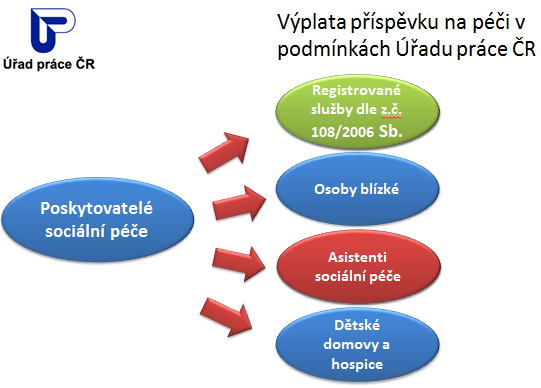 Úřad práce ČR
Výplata příspěvku na péči v
podmínkách Úřadu práce ČR
Registrované
služby dle z.č.
108/2006 Sb.
Osoby blízké
Poskytovatelé
sociální péče
Asistenti
sociální péče
Dětské
domovy a
hospice